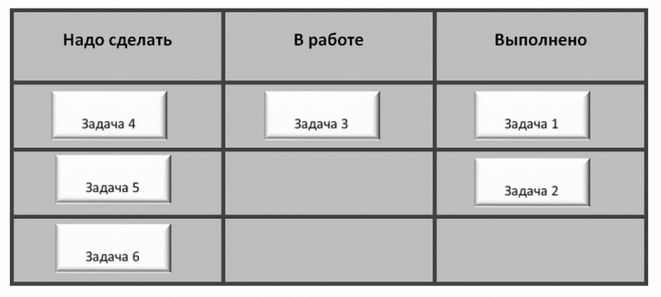 Надо сделать
В работе
Выполнено
Задача 4
Задача 3
Задача 1
Задача 5
Задача 2
Задача 6